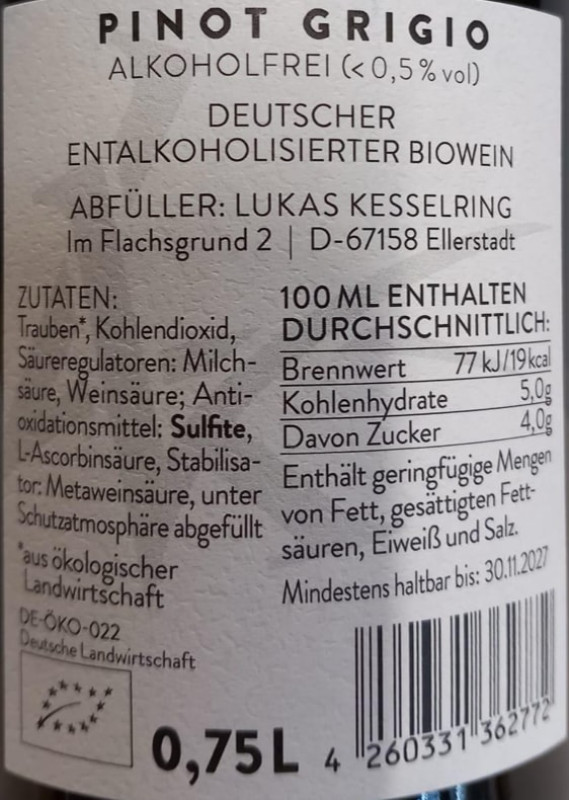 PINOT GRIGIO
ALKOHOLFREI (< 0,5 % vol)
DEUTSCHER
ENTALKOHOLISIERTER BIOWEIN
ABFÜLLER: LUKAS KESSELRING
Im Flachsgrund 2 | D-67158 Ellerstadt
ZUTATEN:
Trauben*, Kohlendioxid,
Säureregulatoren: Milch-
säure, Weinsäure; Anti-
oxidationsmittel: Sulfite,
L-Ascorbinsäure, Stabilisa-
tor: Metaweinsäure, unter
Schutzatmosphäre abgefüllt
*aus ökologischer
Landwirtschaft
DE-ÖKO-022
Deutsche Landwirtschaft
100 ML ENTHALTEN
DURCHSCHNITTLICH:
Brennwert 77 kJ/19 kcal
Kohlenhydrate 5,0g
Davon Zucker 4,0g
Enthält geringfügige Mengen
von Fett, gesättigten Fett-
säuren, Eiweiß und Salz.
Mindestens haltbar bis: 30.11.2027
0,75 L
4 260331 362772